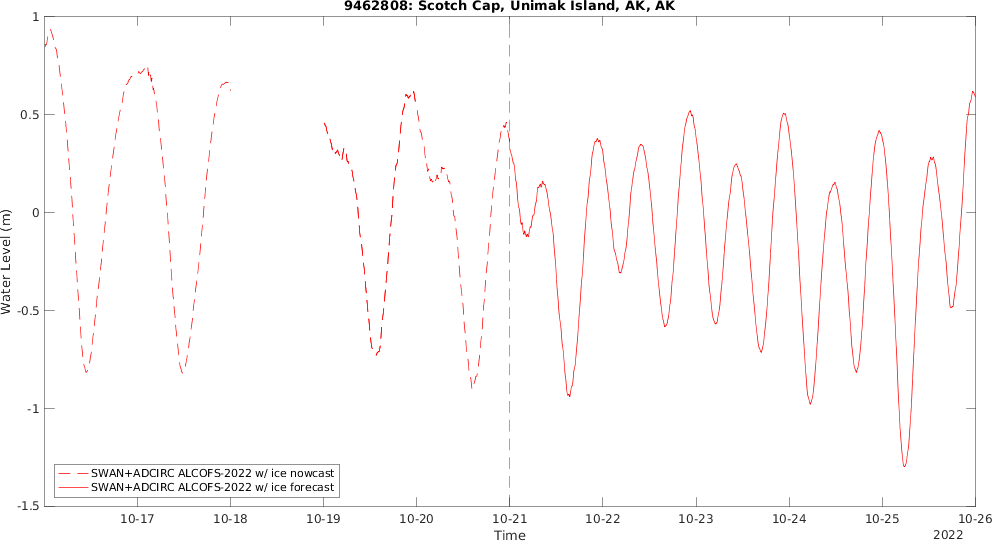 9462808: Scotch Cap, Unimak Island, AK, AK
1
0.5
0
-0.5
-1
-1.5
Water Level (m)
SWAN+ADCIRC ALCOFS-2022 w/ ice nowcast
SWAN+ADCIRC ALCOFS-2022 w/ ice forecast
10-17 10-18 10-19 10-20 10-21 10-22 10-23 10-24 10-25 10-26
Time
2022